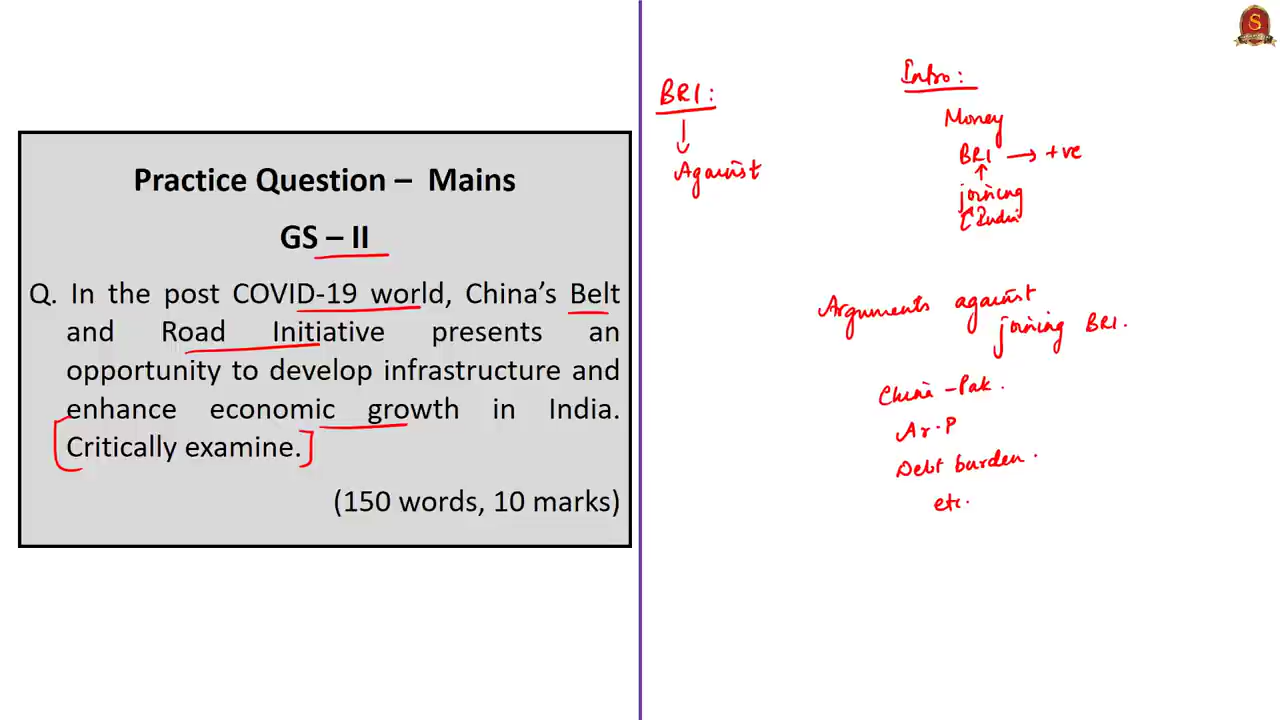 Practice Question – Mains
GS – II
Q. In the post COVID-19 world, China's Belt
and Road Initiative presents an
opportunity to develop infrastructure and
enhance economic growth in India.
Critically examine.
(150 words, 10 marks)
BRI:
Against
Intro:
Money
BRI → +ve
joining
India
Arguments against
joining BRI.
China - Pak.
Ar. P
Debt burden.
etc.
S